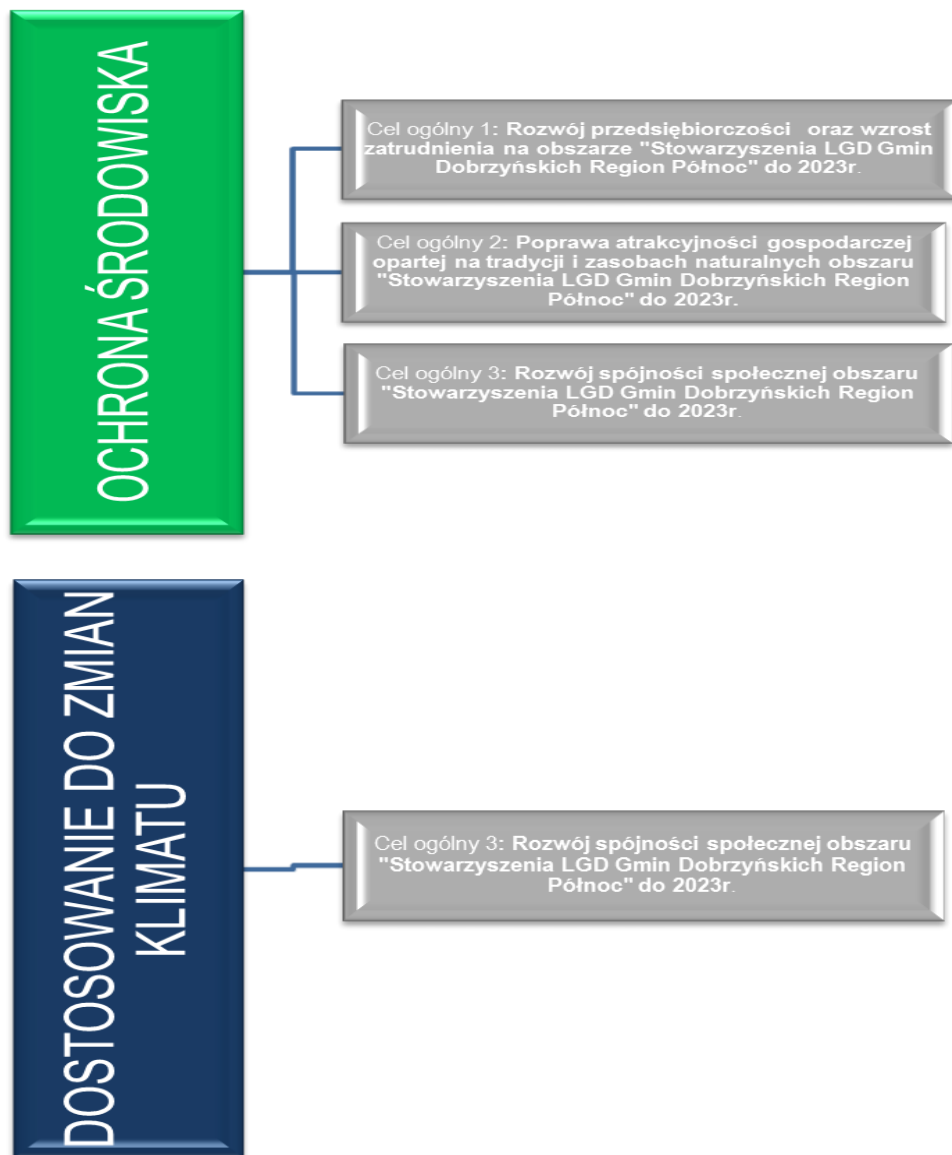 OCHRONA ŚRODOWISKA
Cel ogólny 1: Rozwój przedsiębiorczości oraz wzrost
zatrudnienia na obszarze "Stowarzyszenia LGD Gmin
Dobrzyńskich Region Północ" do 2023r.
Cel ogólny 2: Poprawa atrakcyjności gospodarczej
opartej na tradycji i zasobach naturalnych obszaru
"Stowarzyszenia LGD Gmin Dobrzyńskich Region
Północ" do 2023r.
Cel ogólny 3: Rozwój spójności społecznej obszaru
"Stowarzyszenia LGD Gmin Dobrzyńskich Region
Północ" do 2023r.
DOSTOSOWANIE DO ZMIAN
KLIMATU
Cel ogólny 3: Rozwój spójności społecznej obszaru
"Stowarzyszenia LGD Gmin Dobrzyńskich Region
Północ" do 2023r.